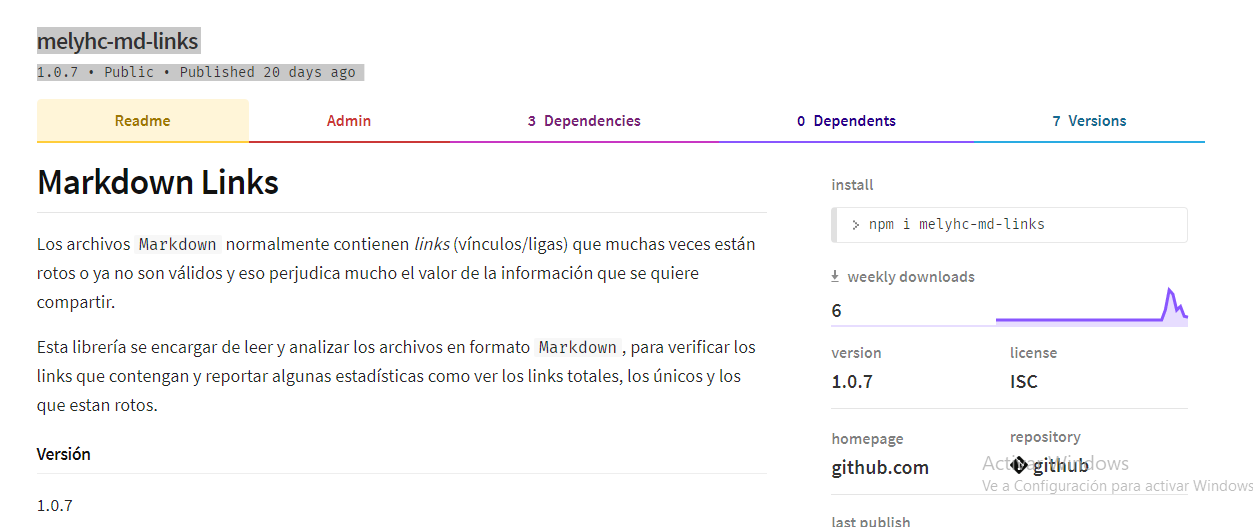 melyhc-md-links
1.0.7 • Public • Published 20 days ago
Readme
Admin
3 Dependencies
0 Dependents
7 Versions
Markdown Links
Los archivos Markdown normalmente contienen links (vínculos/ligas) que muchas veces están
rotos o ya no son válidos y eso perjudica mucho el valor de la información que se quiere
compartir.
Esta librería se encargar de leer y analizar los archivos en formato Markdown, para verificar los
links que contengan y reportar algunas estadísticas como ver los links totales, los únicos y los
que estan rotos.
Versión
1.0.7
install
> npm i melyhc-md-links
weekly downloads
6
version
1.0.7
license
ISC
homepage
github.com
repository
github
Activar Windows
Ve a Configuración para activar Windows
last publish